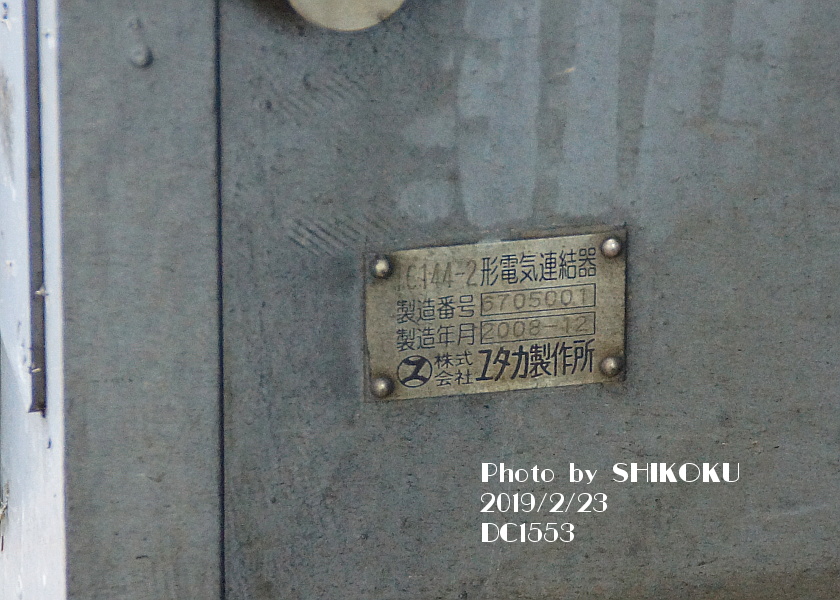 KC144-2形電気連結器
製造番号 6705001
製造年月 2008-12
株式会社 ユタカ製作所
Photo by SHIKOKU
2019/2/23
DC1553